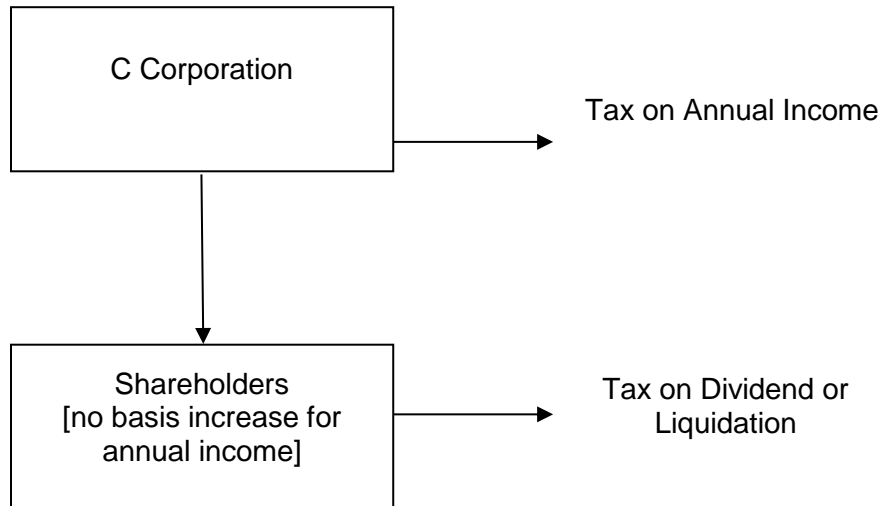 C Corporation
Tax on Annual Income
Shareholders
[no basis increase for
annual income]
Tax on Dividend or
Liquidation